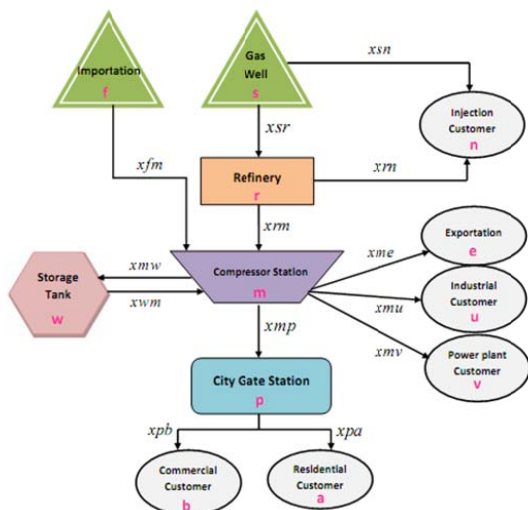 Importation
f
Gas
Well
s
xsn
Injection
Customer
n
xsr
xfm
Refinery
r
xrn
xrm
Storage
Tank
w
xmw
xwm
Compressor Station
m
xme
Exportation
e
xmu
Industrial
Customer
u
xmv
Power plant
Customer
v
xmp
City Gate Station
p
xpb
xpa
Commercial
Customer
b
Residential
Customer
a